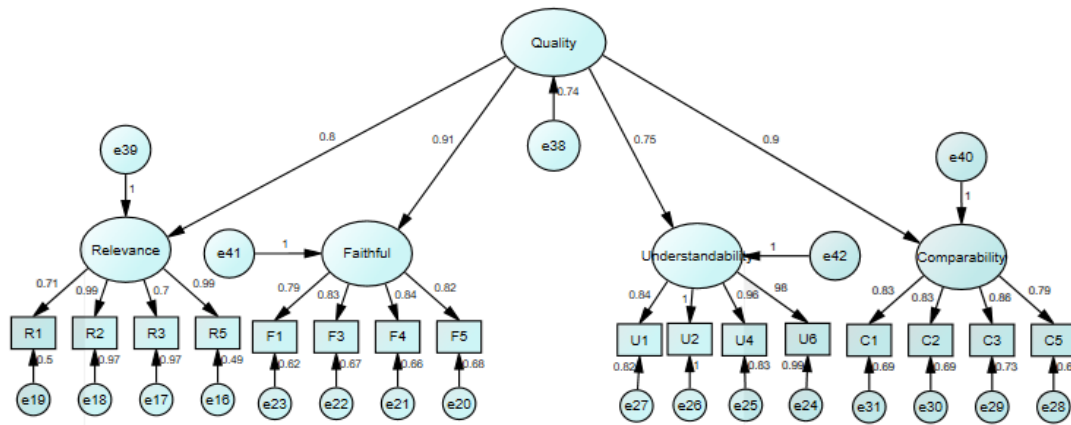 Quality
0.74
e38
0.8
0.91
0.75
0.9
e39
e40
1
1
Relevance
e41
1
Faithful
Understandability
1
e42
Comparability
0.71
0.99
0.7
0.99
0.79
0.83
0.84
0.82
0.84
1
0.96
98
0.83
0.83
0.86
0.79
R1
R2
R3
R5
F1
F3
F4
F5
U1
U2
U4
U6
C1
C2
C3
C5
0.5
0.97
0.97
0.49
0.62
0.67
0.66
0.68
0.82
1
0.83
0.99
0.69
0.69
0.73
0.6
e19
e18
e17
e16
e23
e22
e21
e20
e27
e26
e25
e24
e31
e30
e29
e28